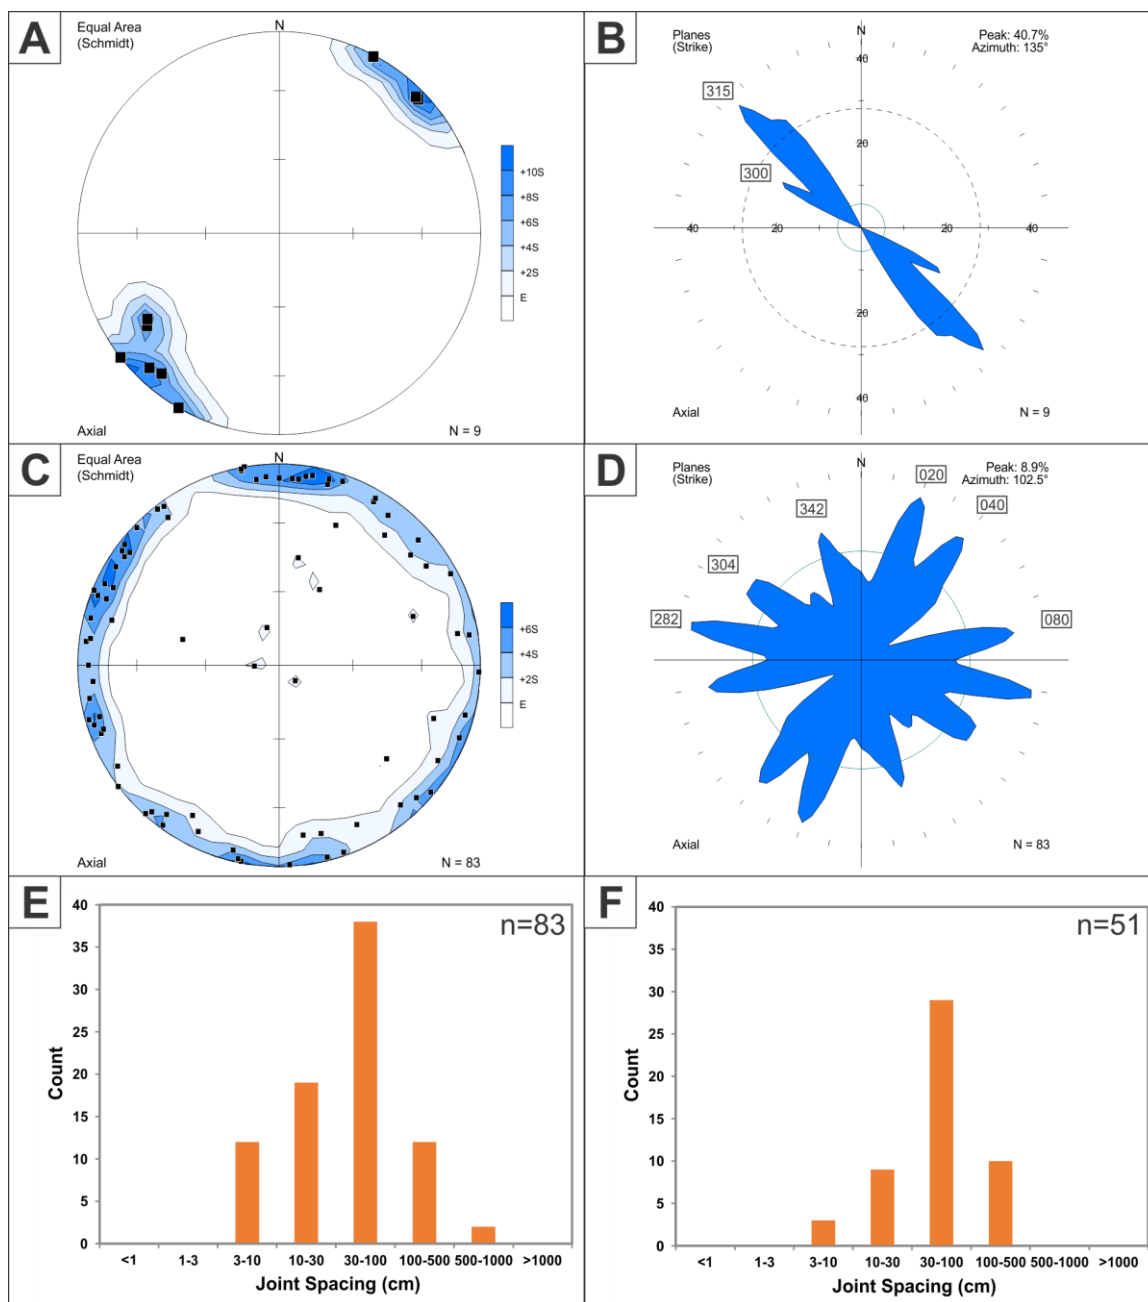 A
Equal Area
(Schmidt)
N
+10S
+8S
+6S
+4S
+2S
E
Axial
N = 9
B
Planes
(Strike)
N
Peak: 40.7%
Azimuth: 135°
40
315
20
300
40
20
20
40
20
40
Axial
N = 9
C
Equal Area
(Schmidt)
N
+6S
+4S
+2S
E
Axial
N = 83
D
Planes
(Strike)
N
Peak: 8.9%
Azimuth: 102.5°
020
040
342
304
282
080
Axial
N = 83
E
n=83
40
35
30
25
20
15
10
5
0
Count
<1 1-3 3-10 10-30 30-100 100-500 500-1000 >1000
Joint Spacing (cm)
F
n=51
40
35
30
25
20
15
10
5
0
Count
<1 1-3 3-10 10-30 30-100 100-500 500-1000 >1000
Joint Spacing (cm)